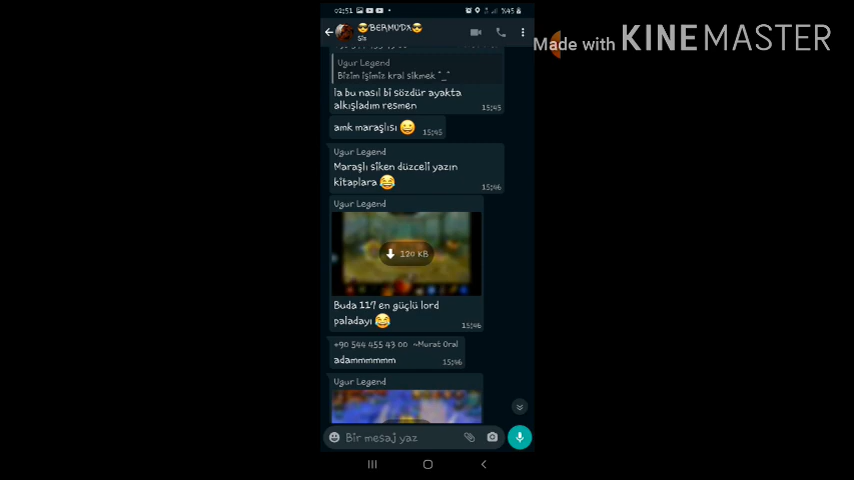 02:51
%45
😎BERMUDA😎
Siz
Made with KINEMASTER
Ugur Legend
Bizim işimiz kral sikmek ^_^
la bu nasıl bi sözdür ayakta
alkışladım resmen
15:45
amk maraşlısı 😄
15:45
Ugur Legend
Maraşlı siken düzceli yazın
kitaplara 😂
15:46
Ugur Legend
120 KB
Buda 117 en güçlü lord
paladayı 😂
15:46
+90 544 455 43 00 ~Murat Oral
adammmmmm
15:46
Ugur Legend
Bir mesaj yaz